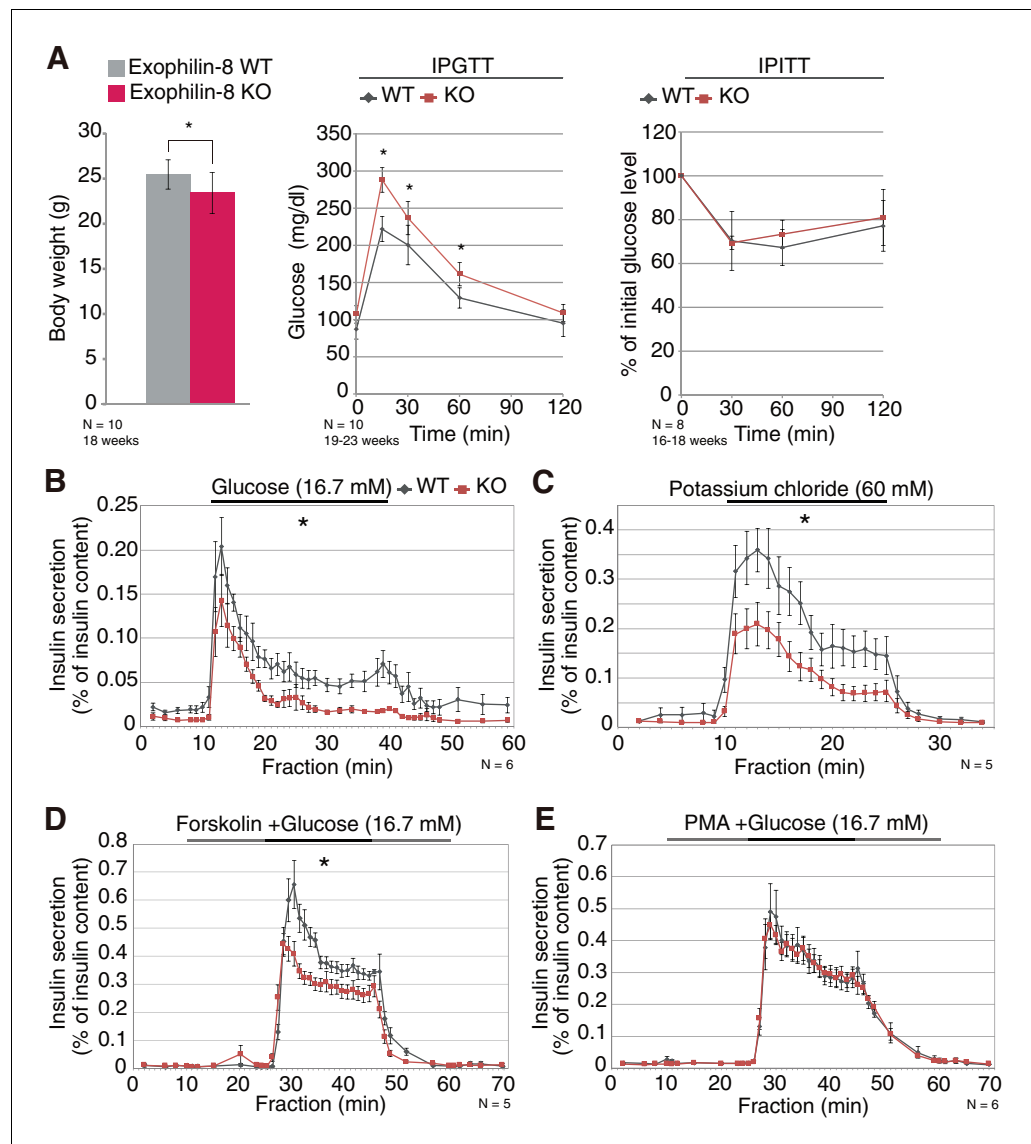 A
Exophilin-8 WT
Exophilin-8 KO
*
30
25
20
15
10
5
0
Body weight (g)
N = 10
18 weeks
IPGTT
WT KO
350
300
250
200
150
100
50
0
Glucose (mg/dl)
* * *
0 30 60 120
Time (min)
N = 10
19-23 weeks
IPITT
WT KO
120
100
80
60
40
20
0
% of initial glucose level
0 30 60 120
Time (min)
N = 8
16-18 weeks
B
Glucose (16.7 mM) WT KO
*
0.25
0.20
0.15
0.10
0.05
0
Insulin secretion
(% of insulin content)
0 10 20 30 40 50 60
Fraction (min)
N = 6
C
Potassium chloride (60 mM)
*
0.4
0.3
0.2
0.1
0
Insulin secretion
(% of insulin content)
0 10 20 30
Fraction (min)
N = 5
D
Forskolin +Glucose (16.7 mM)
*
0.8
0.7
0.6
0.5
0.4
0.3
0.2
0.1
0
Insulin secretion
(% of insulin content)
0 10 20 30 40 50 60 70
Fraction (min)
N = 5
E
PMA +Glucose (16.7 mM)
0.7
0.6
0.5
0.4
0.3
0.2
0.1
0
Insulin secretion
(% of insulin content)
0 10 20 30 40 50 60 70
Fraction (min)
N = 6